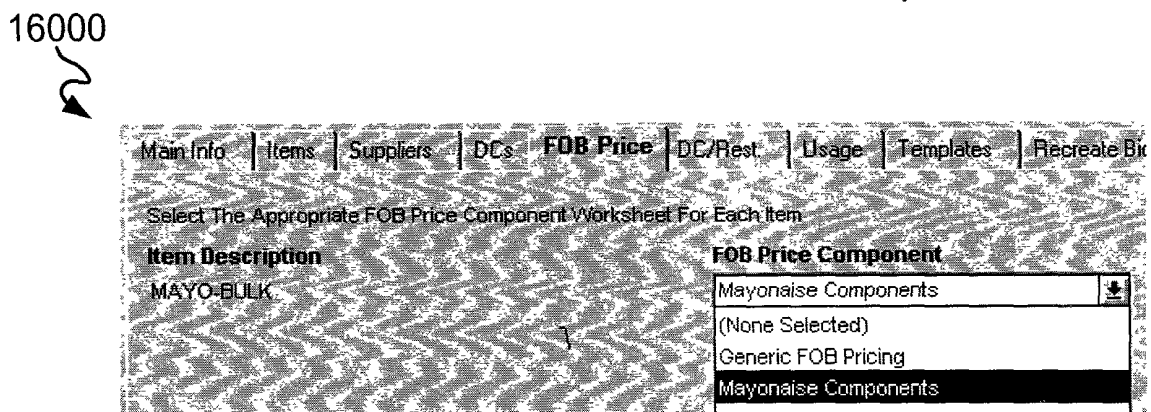 16000
Main Info Items Suppliers DCs FOB Price DC/Rest. Usage Templates Recreate Bid
Select The Appropriate FOB Price Component Worksheet For Each Item
Item Description FOB Price Component
MAYO-BULK Mayonaise Components
(None Selected)
Generic FOB Pricing
Mayonaise Components